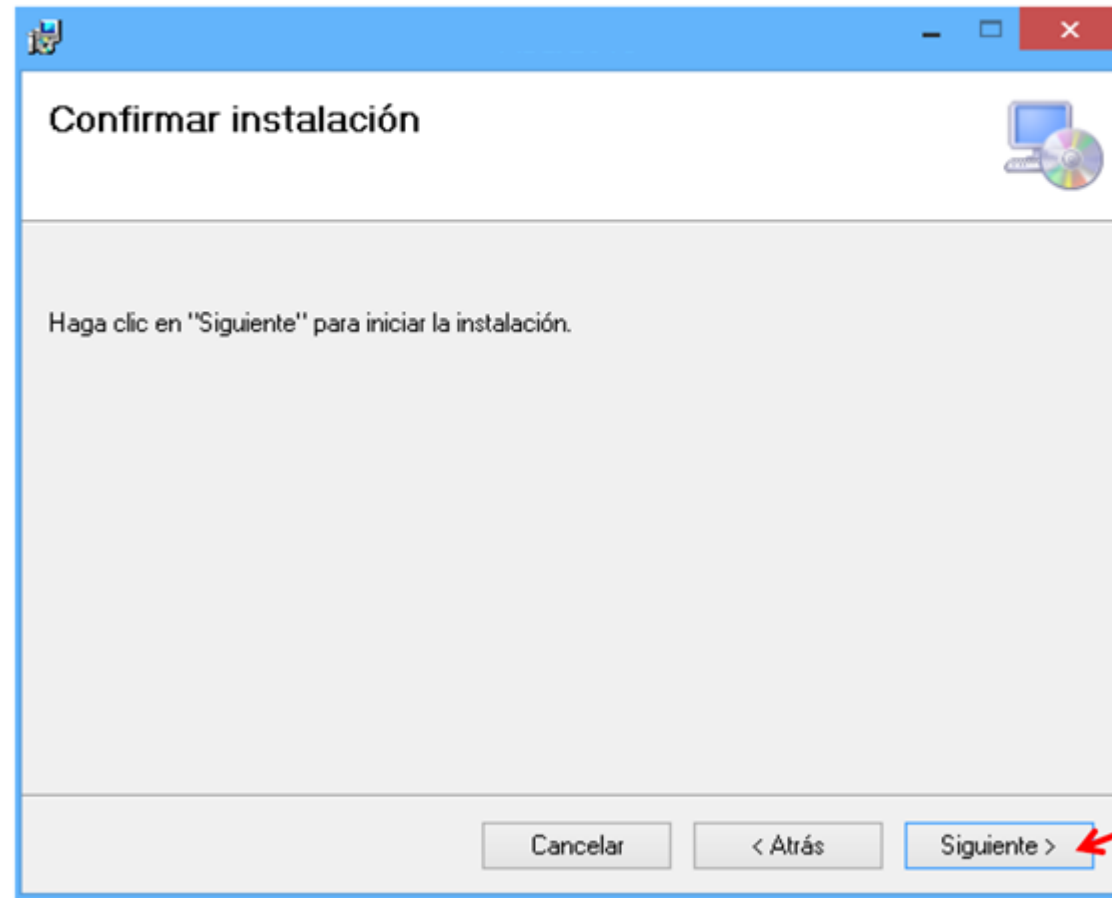 Confirmar instalación
Haga clic en "Siguiente" para iniciar la instalación.
Cancelar
< Atrás
Siguiente >